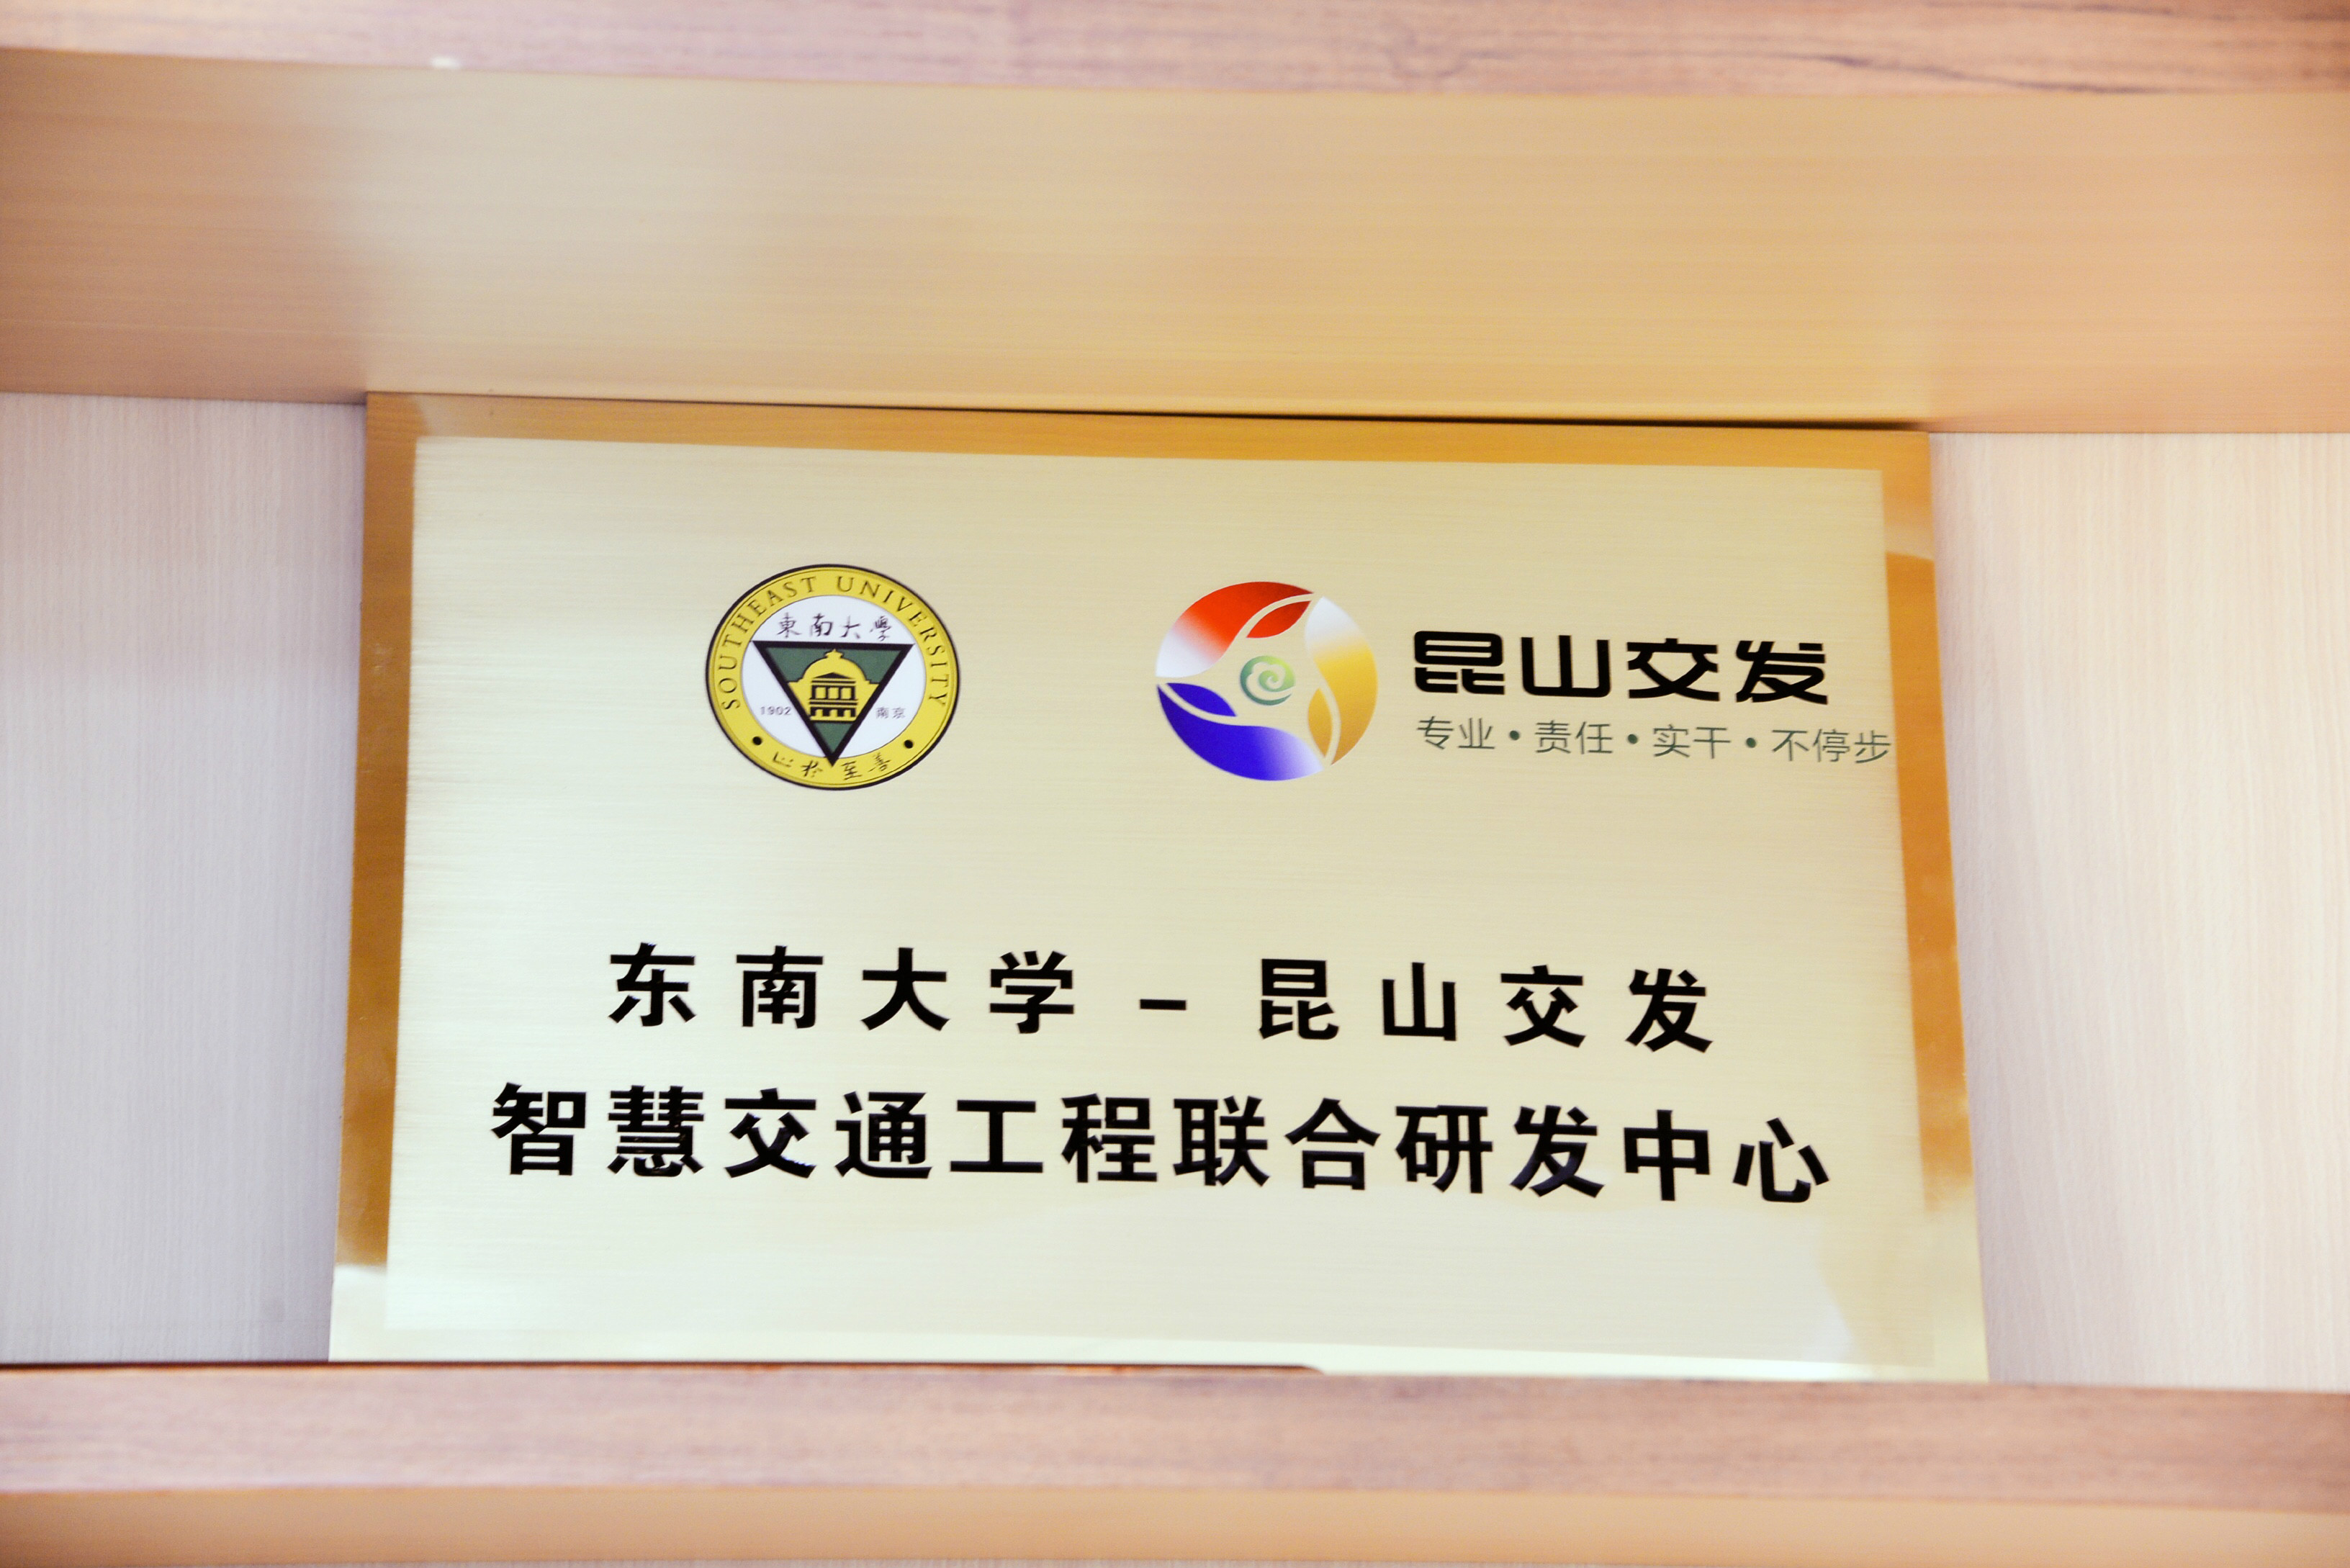 SOUTHEAST UNIVERSITY
東南大學
1902 南京
止於至善
昆山交发
专业·责任·实干·不停步
东南大学-昆山交发
智慧交通工程联合研发中心